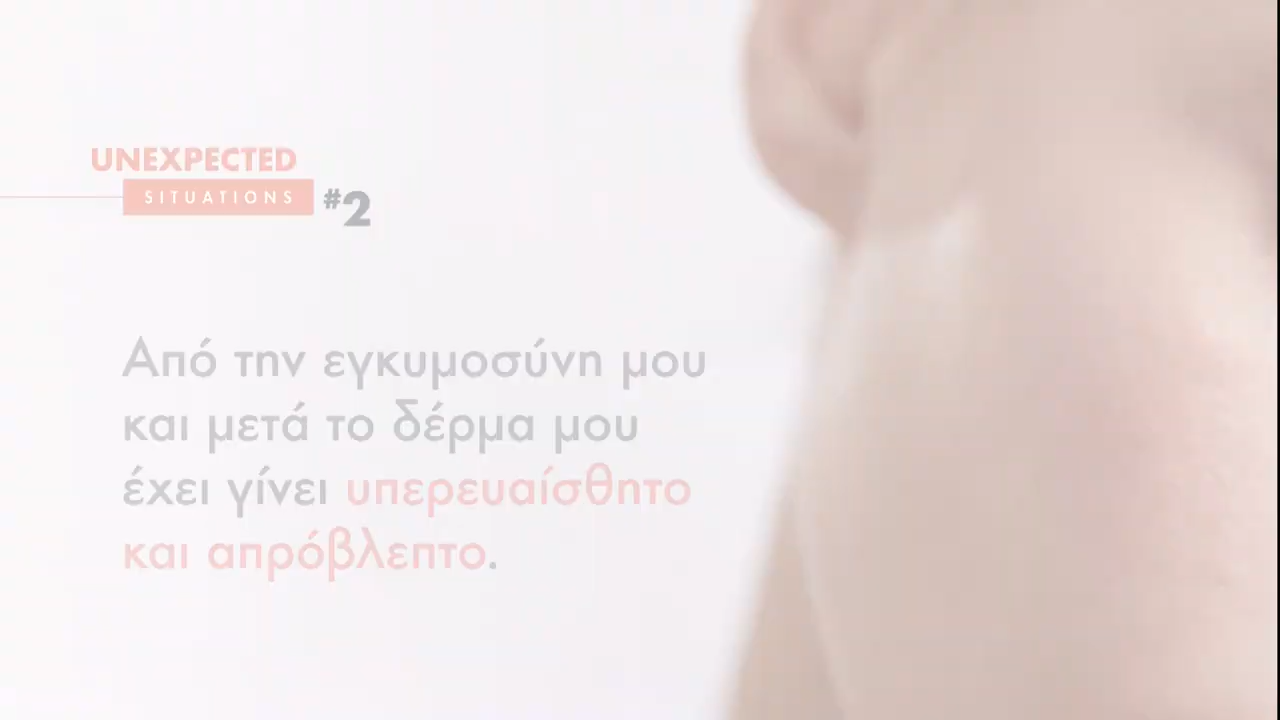 UNEXPECTED
SITUATIONS #2
Από την εγκυμοσύνη μου
και μετά το δέρμα μου
έχει γίνει υπερευαίσθητο
και απρόβλεπτο.